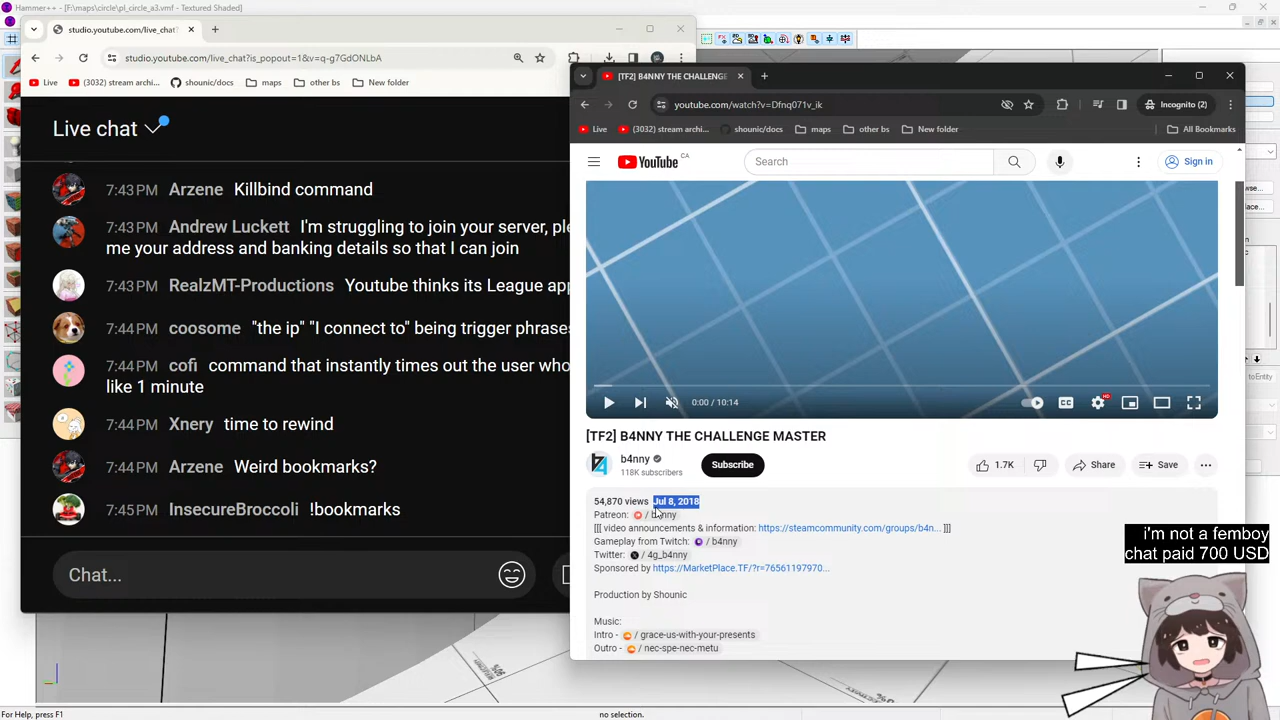 Hammer++ - [F:\maps\circle\pl_circle_a3.vmf - Textured Shaded]
studio.youtube.com/live_chat?
studio.youtube.com/live_chat?is_popout=1&v=q-g7GdONLbA
Live (3032) stream archi... shounic/docs maps other bs New folder
Live chat
7:43 PM Arzene Killbind command
7:43 PM Andrew Luckett I'm struggling to join your server, ple
me your address and banking details so that I can join
7:43 PM RealzMT-Productions Youtube thinks its League app
7:44 PM coosome "the ip" "I connect to" being trigger phrases
7:44 PM cofi command that instantly times out the user who
like 1 minute
7:44 PM Xnery time to rewind
7:44 PM Arzene Weird bookmarks?
7:45 PM InsecureBroccoli !bookmarks
Chat...
[TF2] B4NNY THE CHALLENGE
youtube.com/watch?v=Dfnq071v_ik
Incognito (2)
Live (3032) stream archi... shounic/docs maps other bs New folder
All Bookmarks
YouTube CA
Search
Sign in
0:00 / 10:14
CC
HD
[TF2] B4NNY THE CHALLENGE MASTER
b4nny
118K subscribers
Subscribe
1.7K
Share
Save
54,870 views Jul 8, 2018
Patreon: / b4nny
[[[ video announcements & information: https://steamcommunity.com/groups/b4n... ]]]
Gameplay from Twitch: / b4nny
Twitter: / 4g_b4nny
Sponsored by https://MarketPlace.TF/?r=76561197970...
Production by Shounic
Music:
Intro - / grace-us-with-your-presents
Outro - / nec-spe-nec-metu
owse...
lace...
toEntity
i'm not a femboy
chat paid 700 USD
For Help, press F1
no selection.